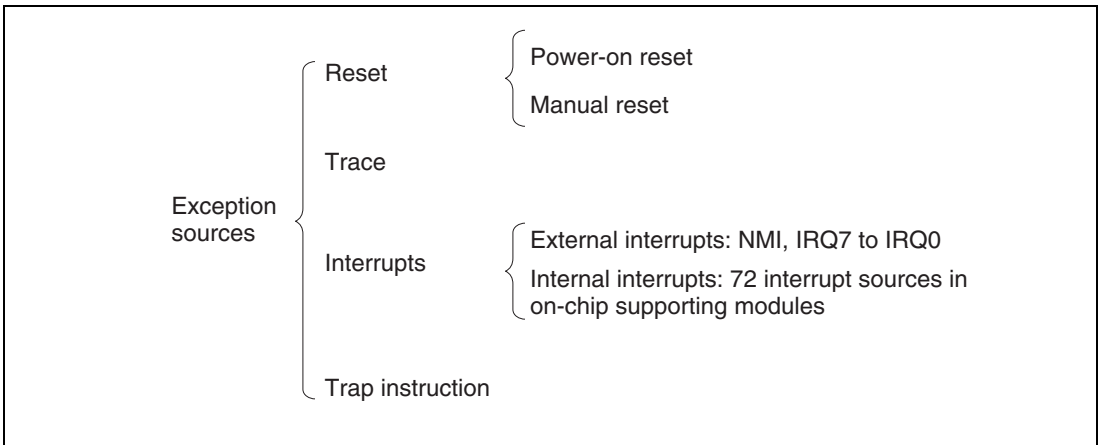 Exception
sources
Reset
Power-on reset
Manual reset
Trace
Interrupts
External interrupts: NMI, IRQ7 to IRQ0
Internal interrupts: 72 interrupt sources in
on-chip supporting modules
Trap instruction